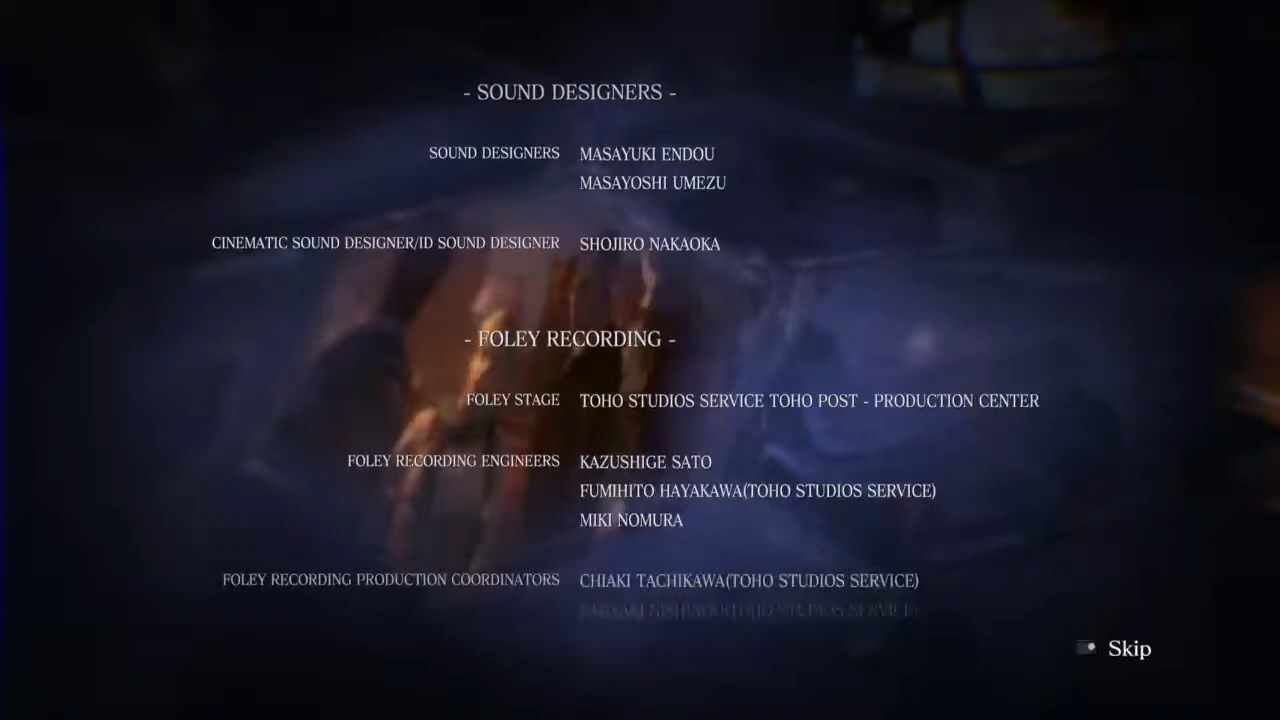 - SOUND DESIGNERS -
SOUND DESIGNERS MASAYUKI ENDOU
MASAYOSHI UMEZU
CINEMATIC SOUND DESIGNER/ID SOUND DESIGNER SHOJIRO NAKAOKA
- FOLEY RECORDING -
FOLEY STAGE TOHO STUDIOS SERVICE TOHO POST - PRODUCTION CENTER
FOLEY RECORDING ENGINEERS KAZUSHIGE SATO
FUMIHITO HAYAKAWA(TOHO STUDIOS SERVICE)
MIKI NOMURA
FOLEY RECORDING PRODUCTION COORDINATORS CHIAKI TACHIKAWA(TOHO STUDIOS SERVICE)
Skip